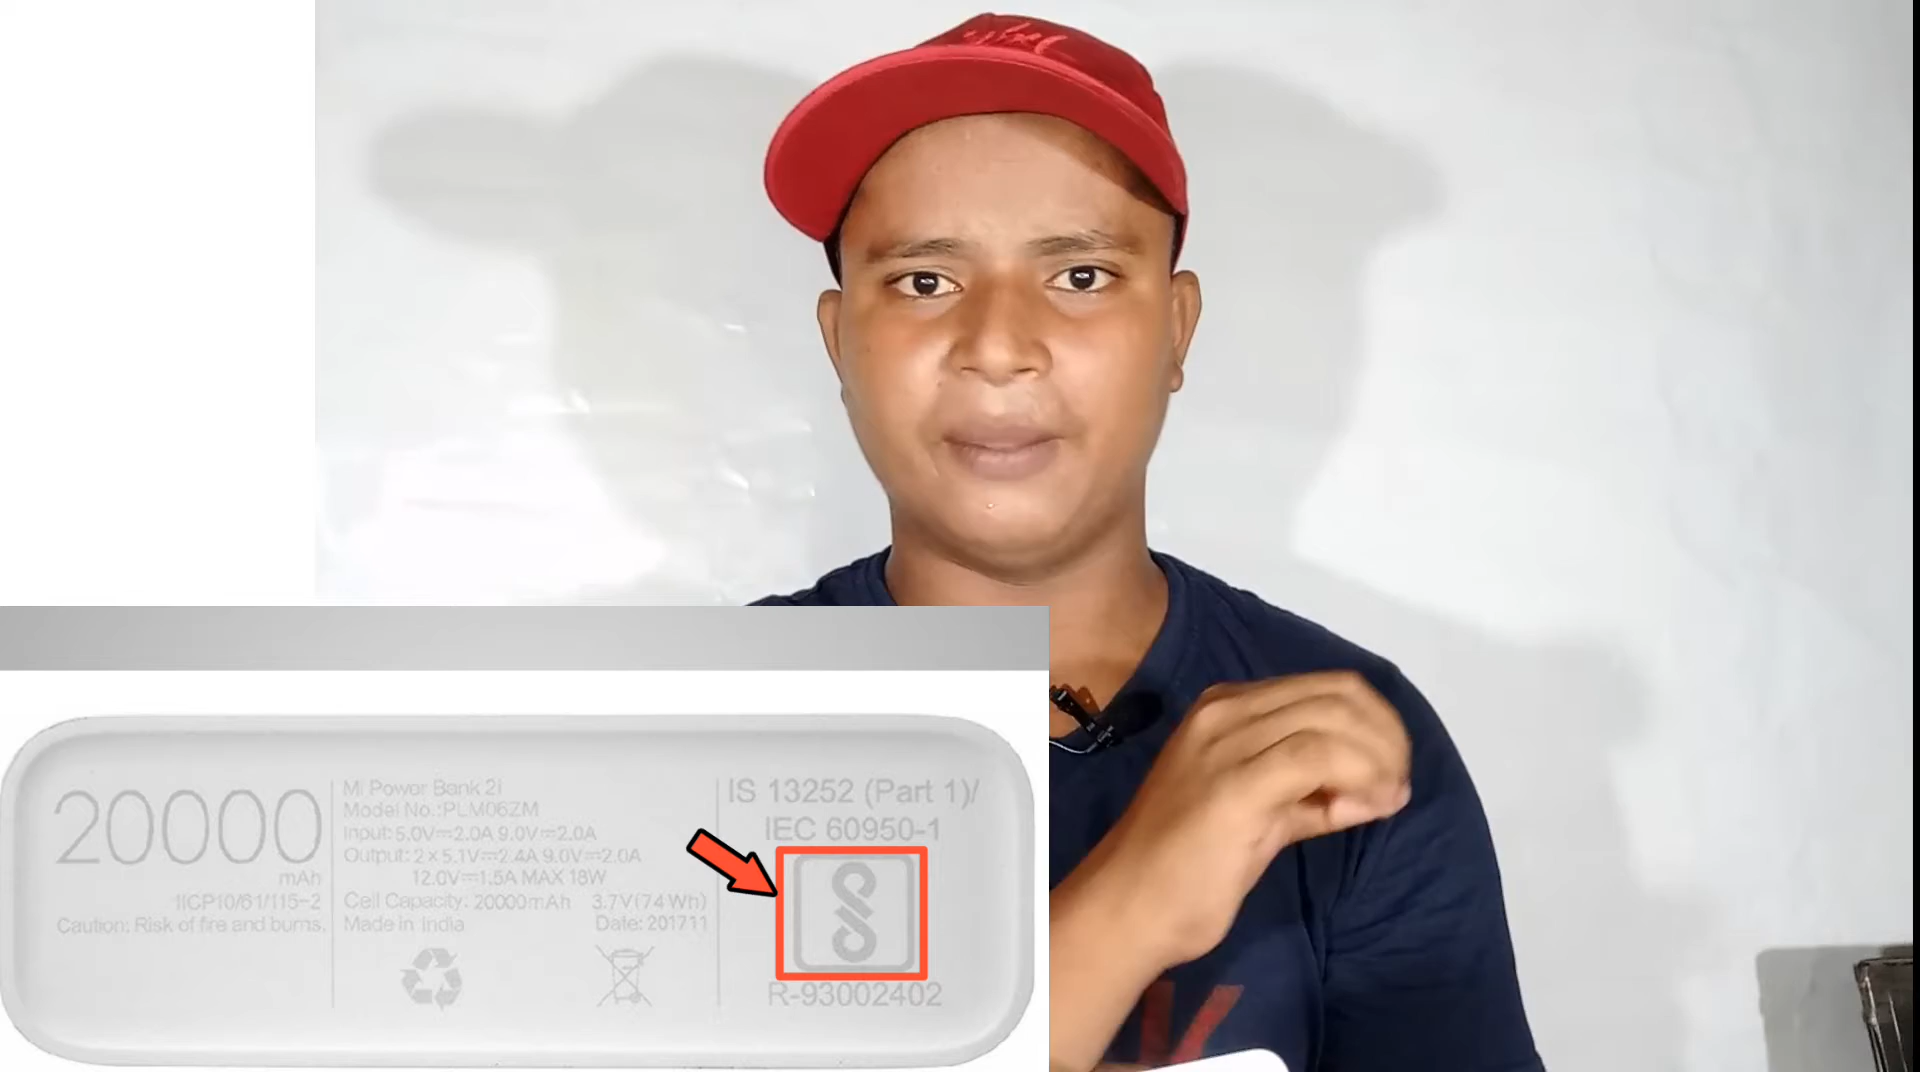 20000
mAh
1ICP10/61/115-2
Caution: Risk of fire and burns.
Mi Power Bank 2i
Model No.:PLM06ZM
Input: 5.0V⎓2.0A 9.0V⎓2.0A
Output: 2×5.1V⎓2.4A 9.0V⎓2.0A
12.0V⎓1.5A MAX 18W
Cell Capacity: 20000mAh 3.7V(74Wh)
Made in India Date: 201711
IS 13252 (Part 1)/
IEC 60950-1
R-93002402